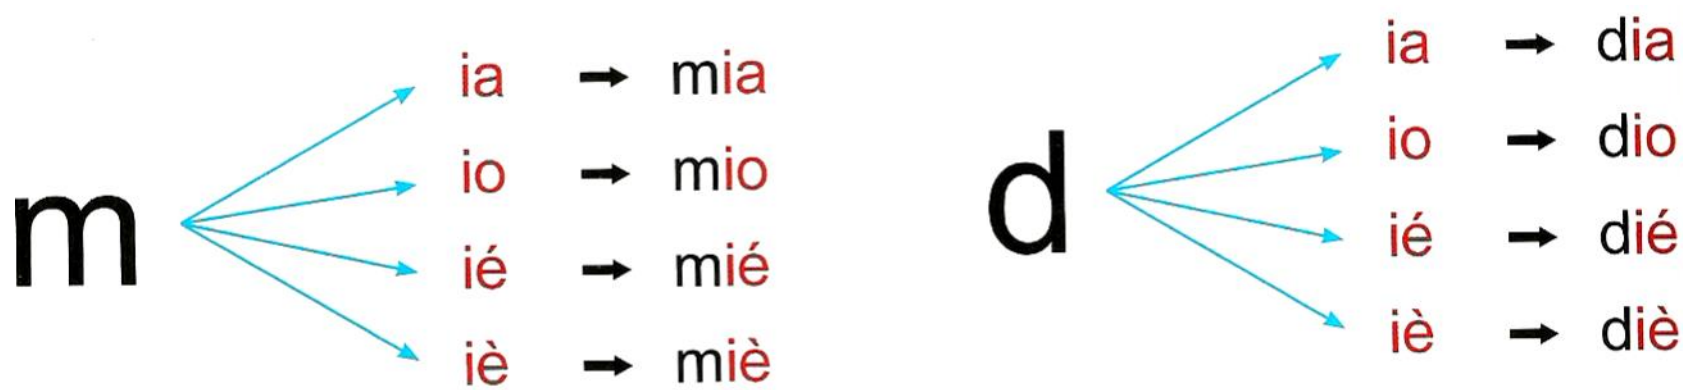 m
ia → mia
io → mio
ié → mié
iè → miè
d
ia → dia
io → dio
ié → dié
iè → diè